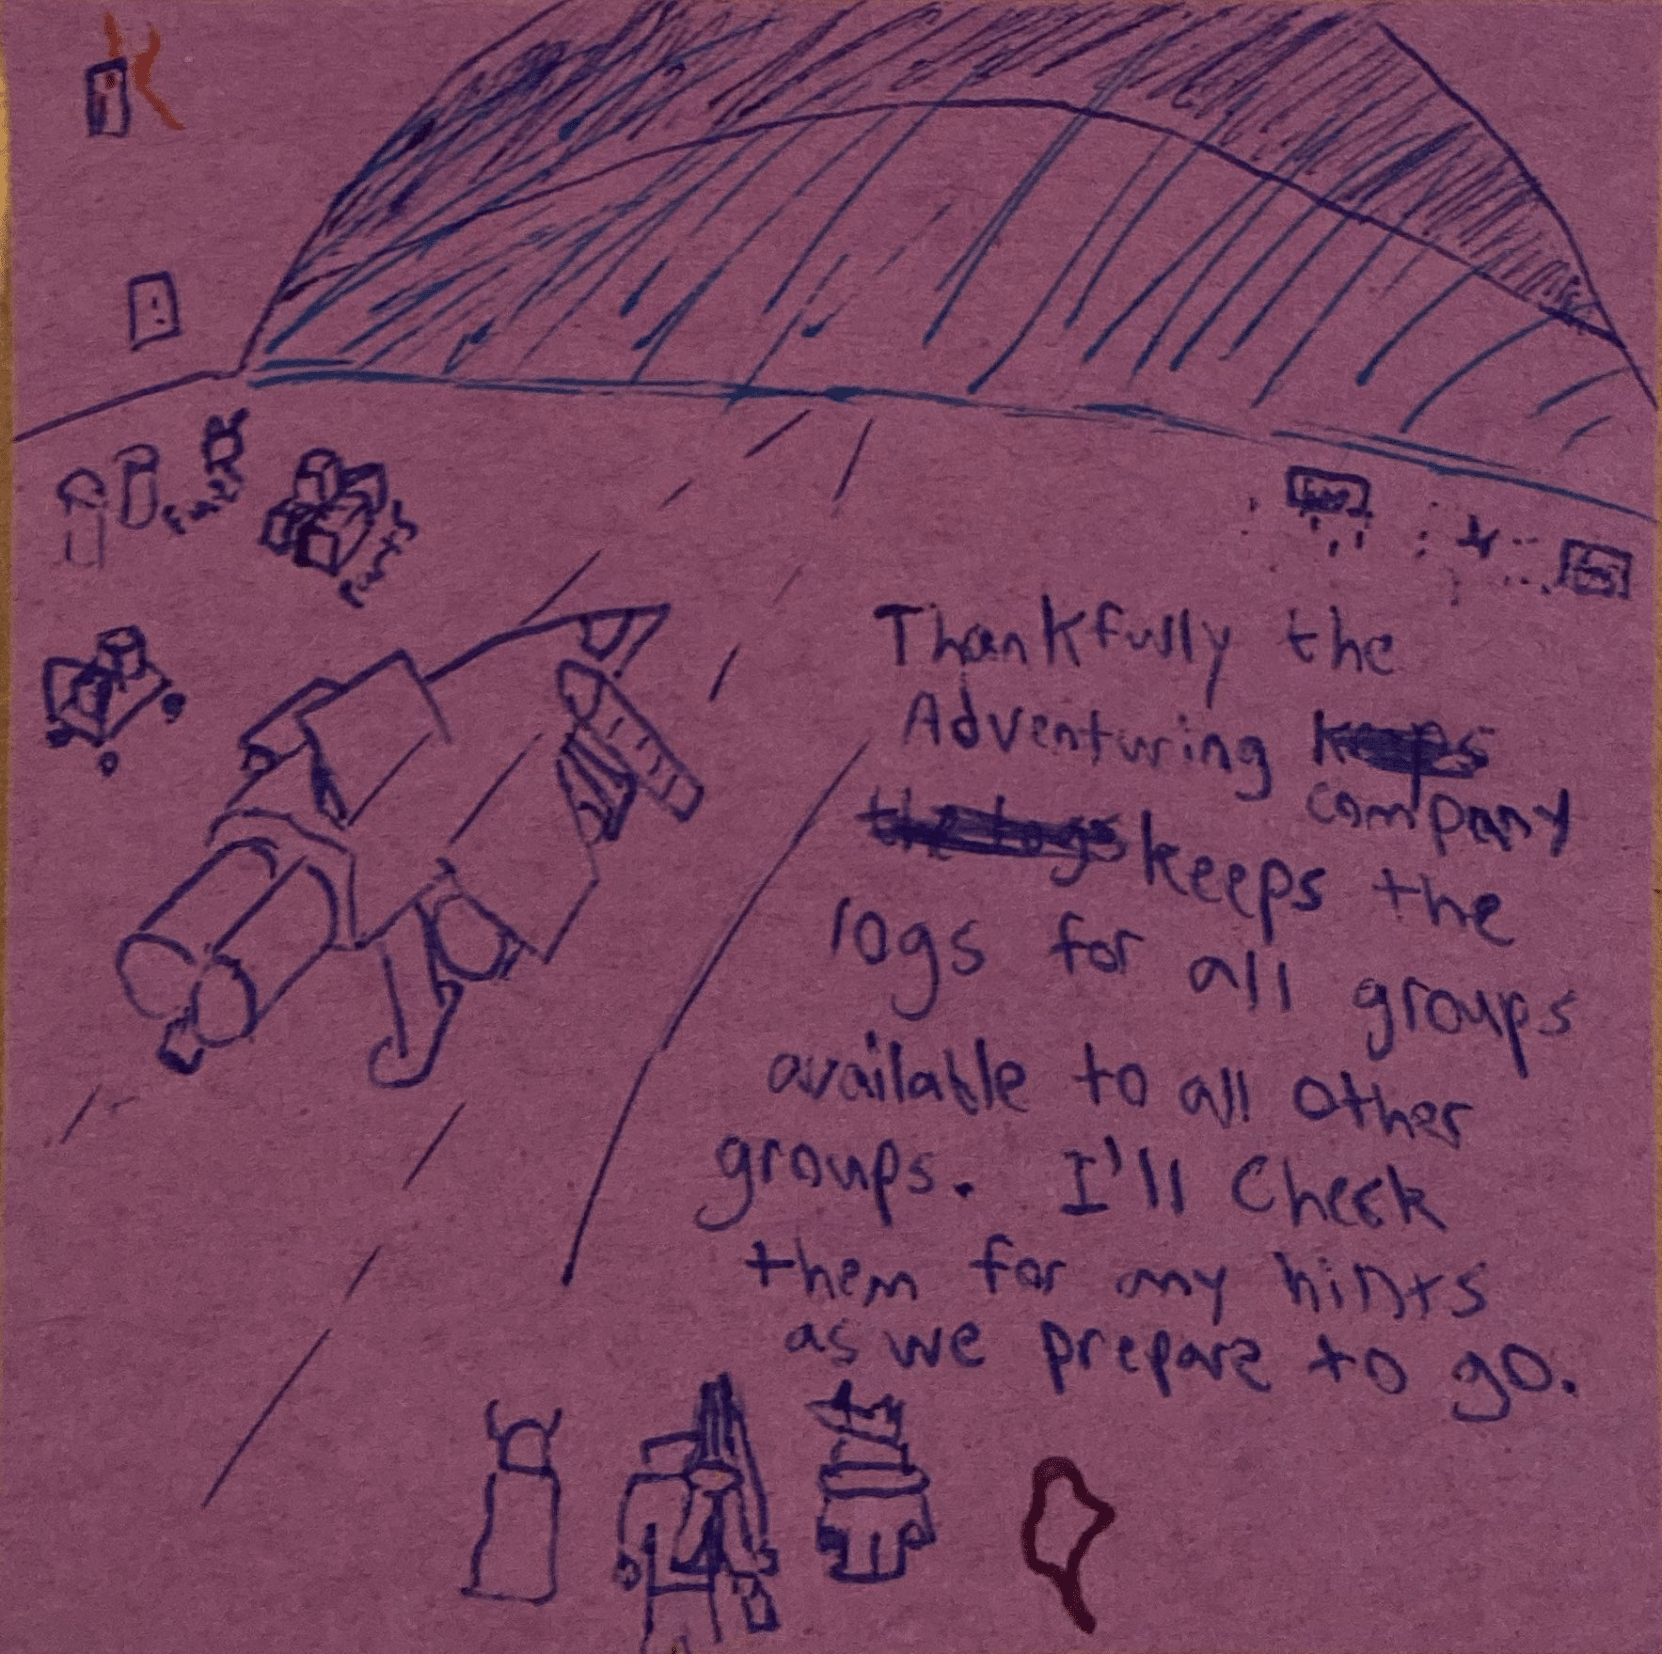 Thankfully the
Adventuring
company
keeps the
logs for all groups
available to all other
groups. I'll Check
them for any hints
as we prepare to go.